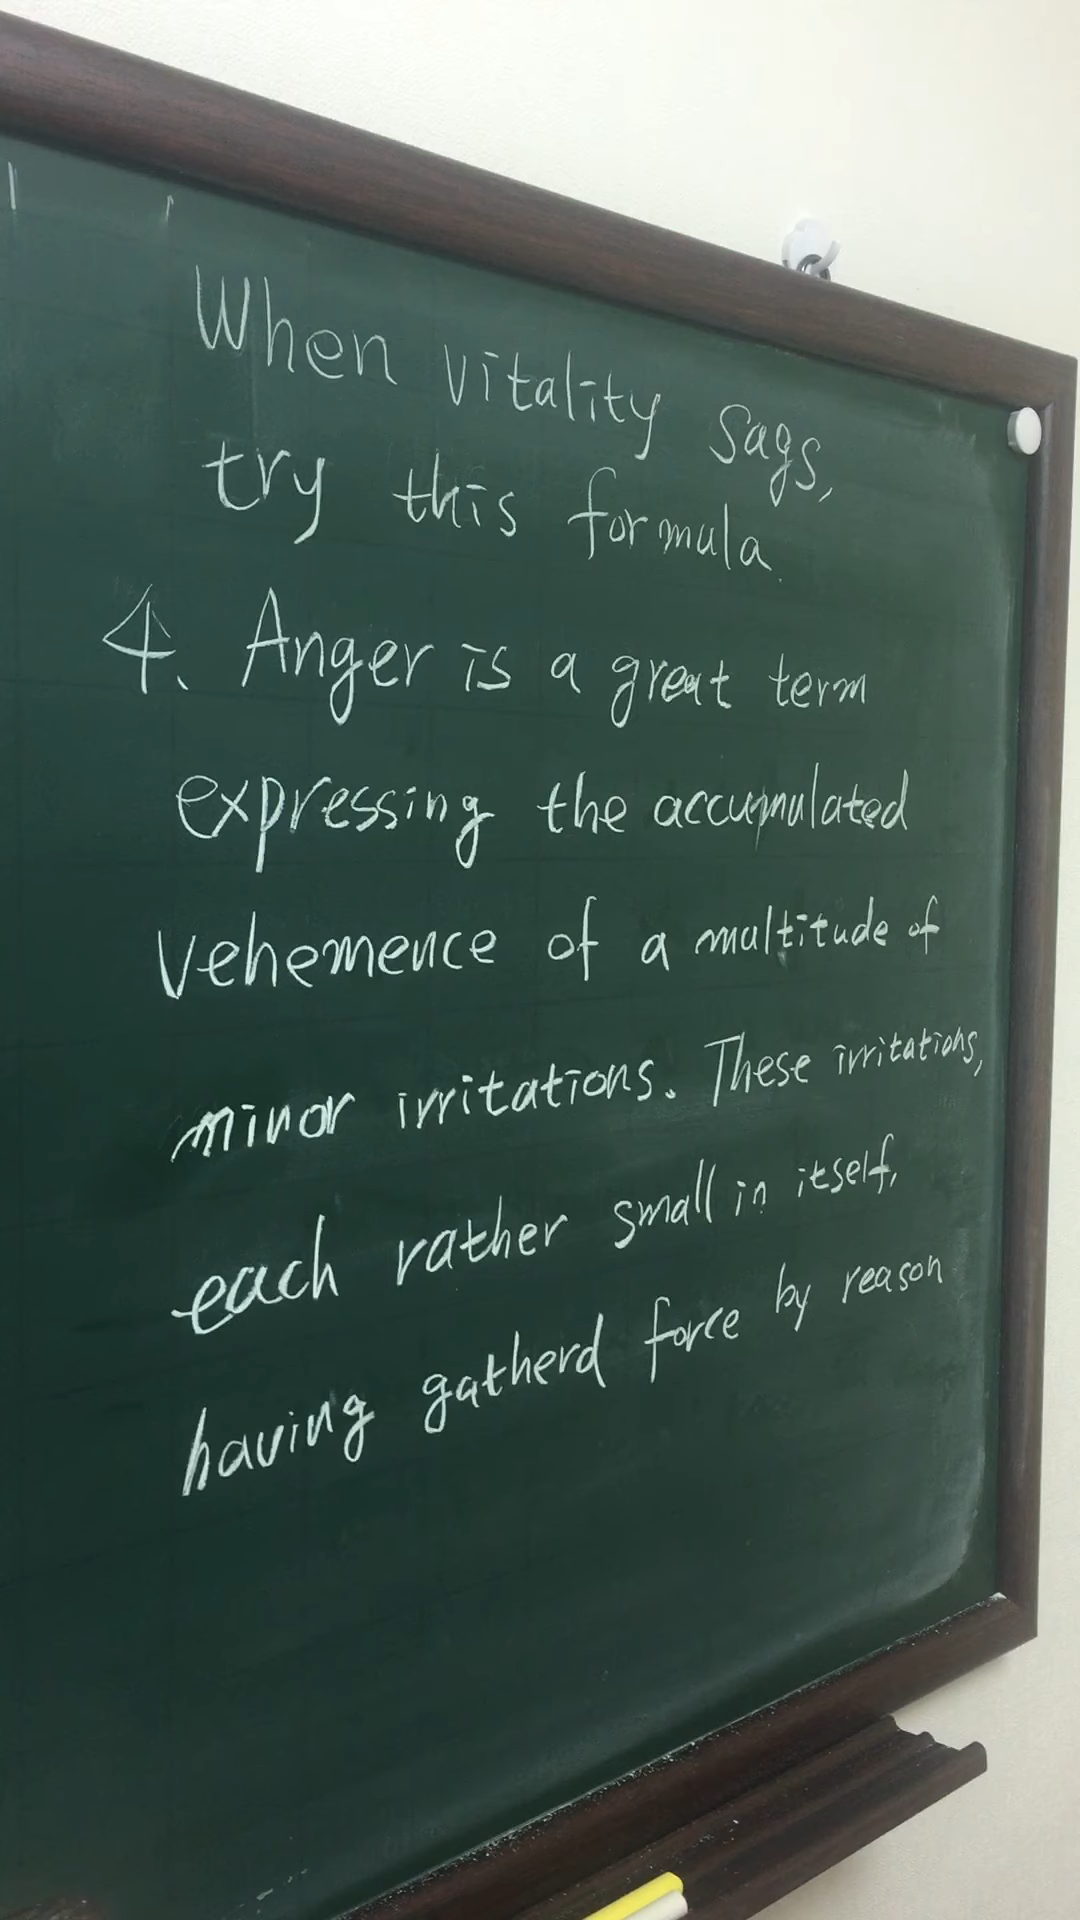 When vitality sags,
try this formula.
4. Anger is a great term
expressing the accumulated
vehemence of a multitude of
minor irritations. These irritations,
each rather small in itself,
having gatherd force by reason